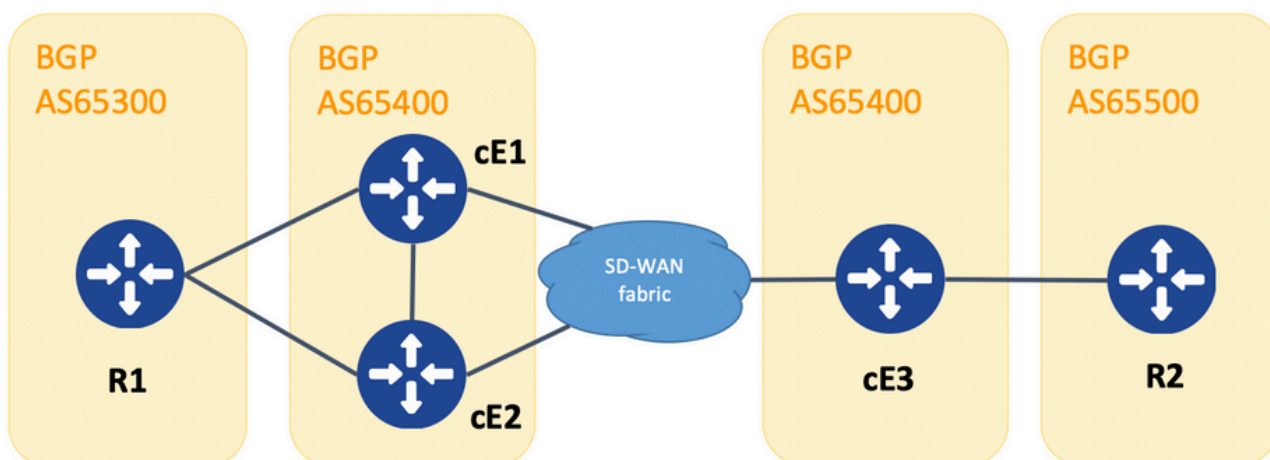 BGP
AS65300
BGP
AS65400
BGP
AS65400
BGP
AS65500
cE1
SD-WAN
fabric
R1
cE2
cE3
R2